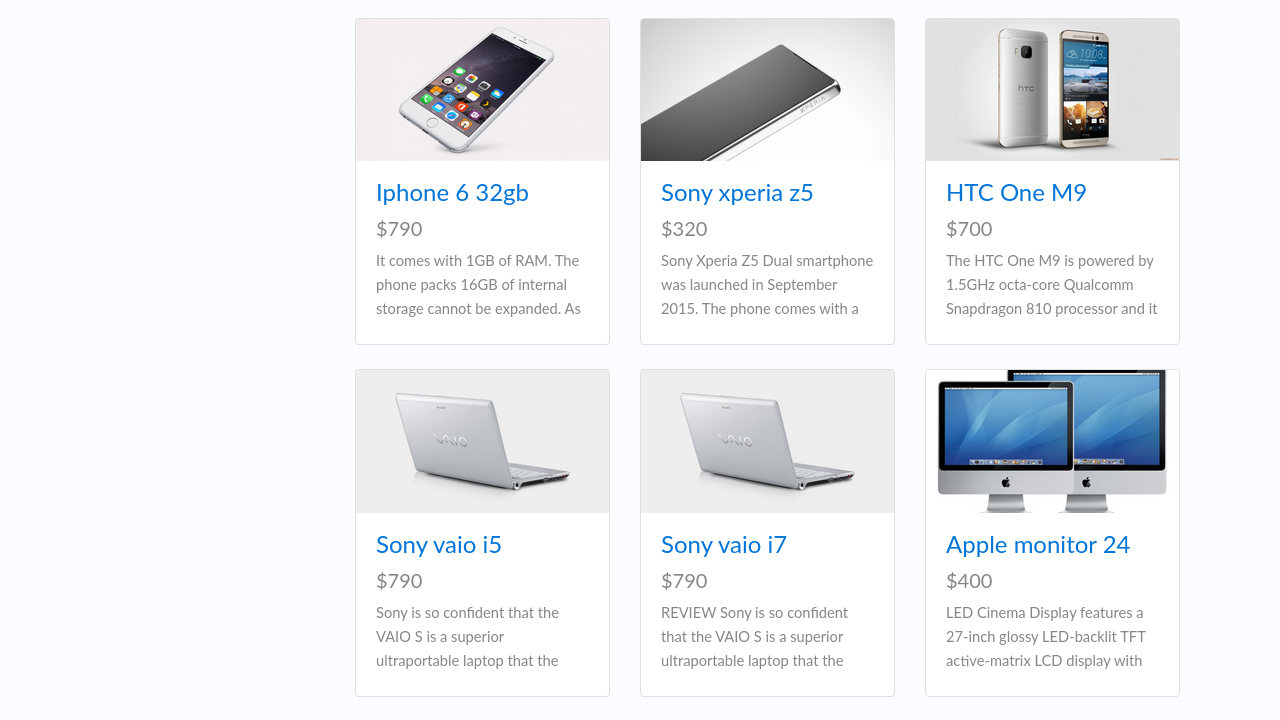 Iphone 6 32gb
$790
It comes with 1GB of RAM. The
phone packs 16GB of internal
storage cannot be expanded. As
XPERIA
Sony xperia z5
$320
Sony Xperia Z5 Dual smartphone
was launched in September
2015. The phone comes with a
hTC
10:08
HTC One M9
$700
The HTC One M9 is powered by
1.5GHz octa-core Qualcomm
Snapdragon 810 processor and it
VAIO
Sony vaio i5
$790
Sony is so confident that the
VAIO S is a superior
ultraportable laptop that the
VAIO
Sony vaio i7
$790
REVIEW Sony is so confident
that the VAIO S is a superior
ultraportable laptop that the
Apple monitor 24
$400
LED Cinema Display features a
27-inch glossy LED-backlit TFT
active-matrix LCD display with